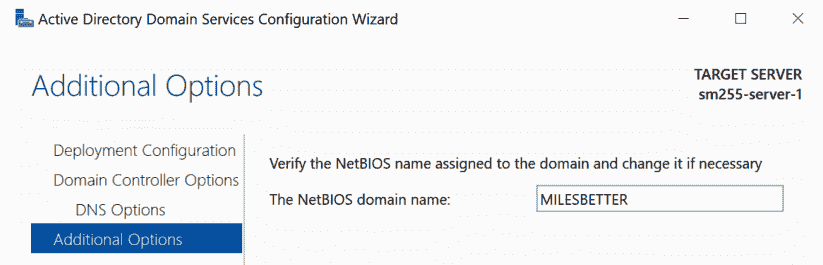 Active Directory Domain Services Configuration Wizard
Additional Options
TARGET SERVER
sm255-server-1
Deployment Configuration
Domain Controller Options
DNS Options
Additional Options
Verify the NetBIOS name assigned to the domain and change it if necessary
The NetBIOS domain name: MILESBETTER